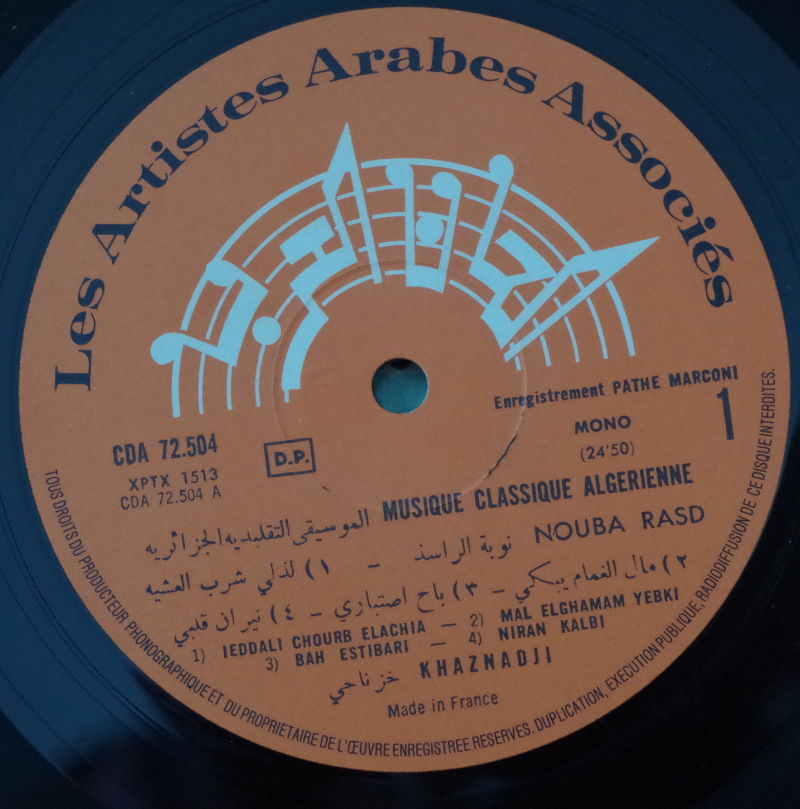 Les Artistes Arabes Associés
Enregistrement PATHE MARCONI
CDA 72.504
XPTX 1513
CDA 72.504 A
D.P.
MONO
(24'50)
1
الموسيقى التقليديه الجزائريه MUSIQUE CLASSIQUE ALGERIENNE
نوبة الراسذ NOUBA RASD
– ١) لذلي شرب العشيه
٢) مال الغمام يبكي – ٣) باح اصتباري – ٤) نيران قلبي
1) IEDDALI CHOURB ELACHIA – 2) MAL ELGHAMAM YEBKI
3) BAH ESTIBARI – 4) NIRAN KALBI
خزناجي KHAZNADJI
Made in France
TOUS DROITS DU PRODUCTEUR PHONOGRAPHIQUE ET DU PROPRIETAIRE DE L'ŒUVRE ENREGISTREE RESERVES. DUPLICATION, EXECUTION PUBLIQUE, RADIODIFFUSION DE CE DISQUE INTERDITES.